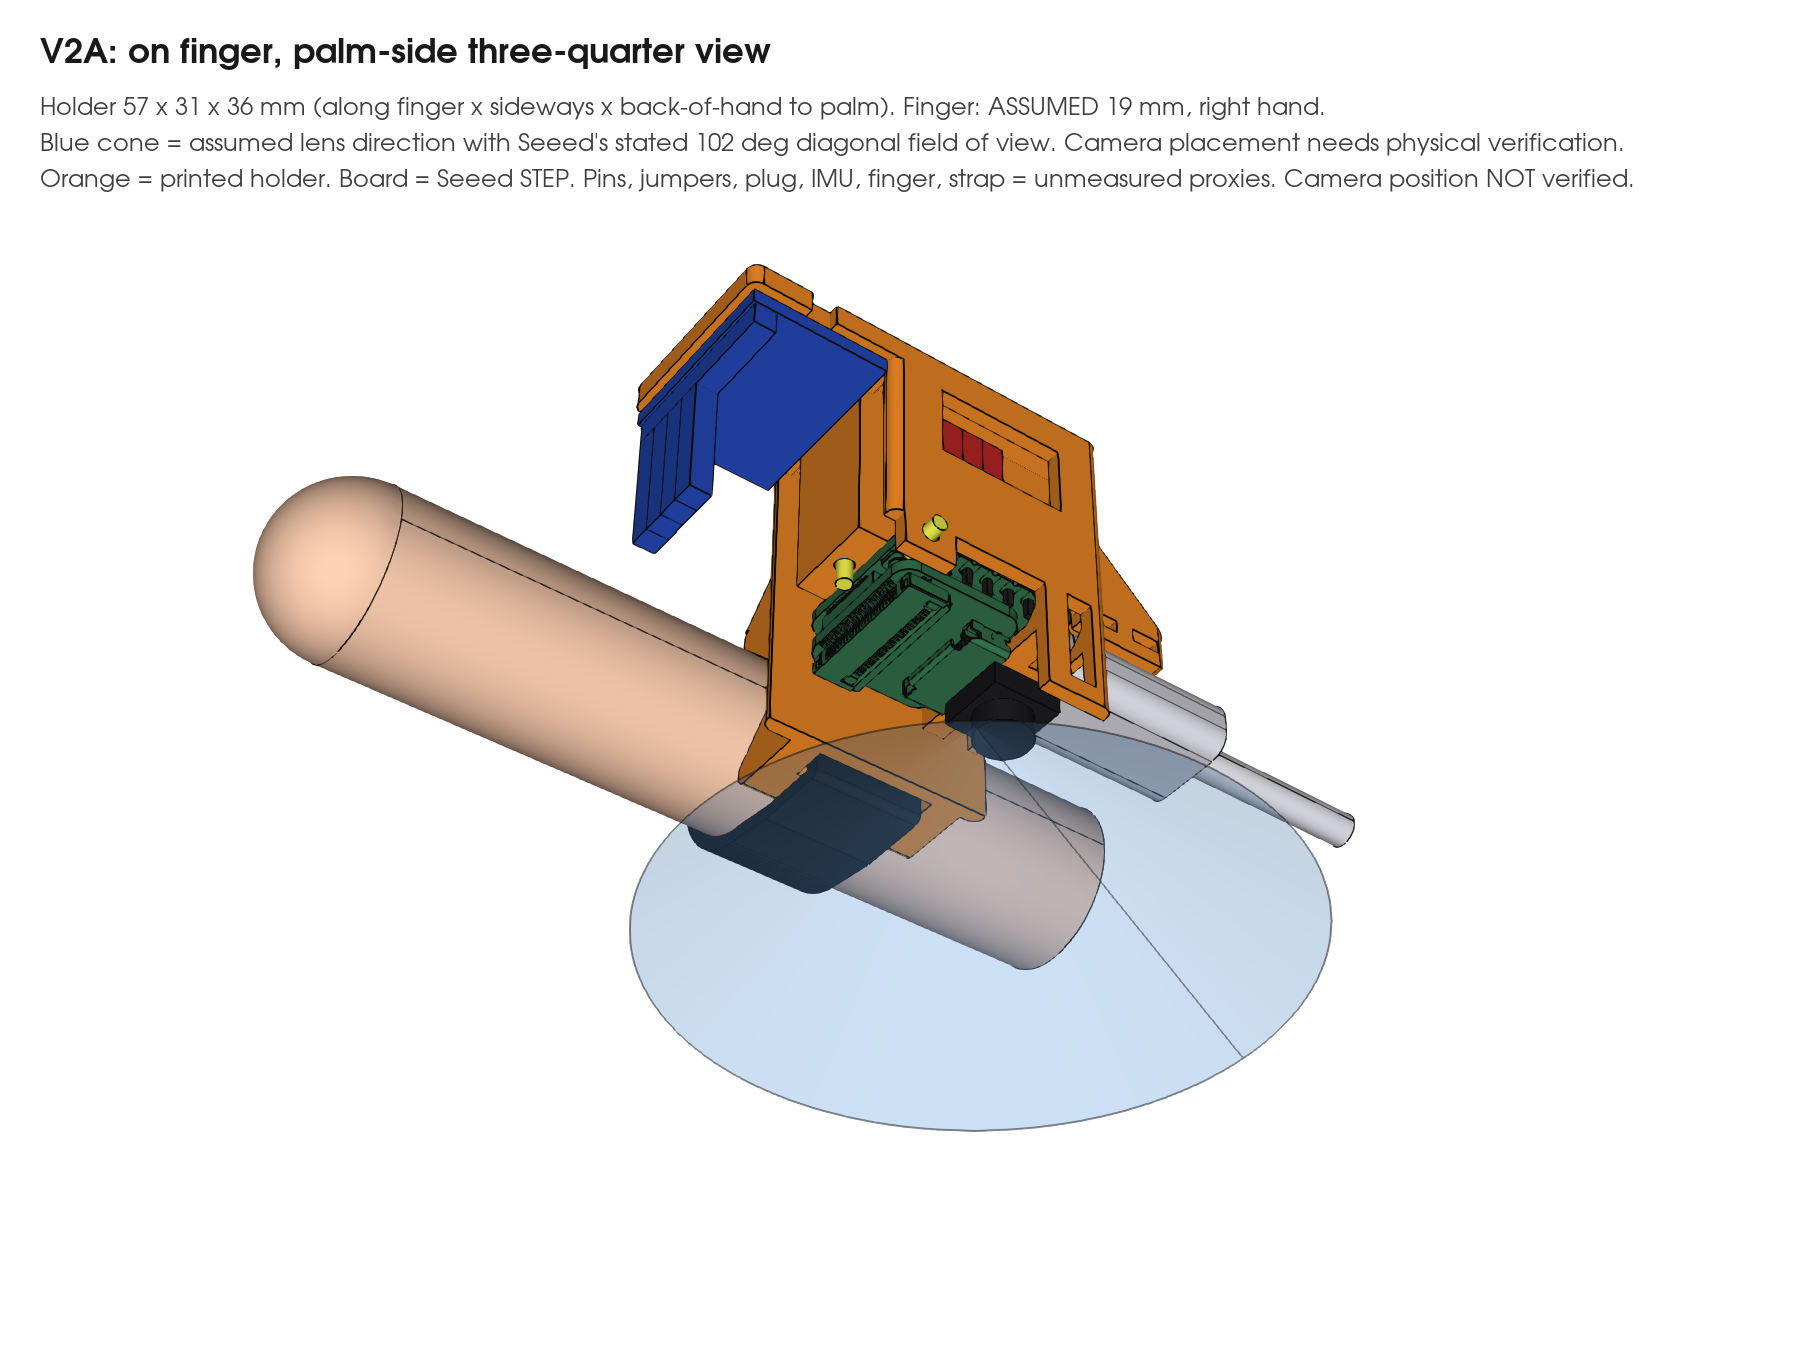 V2A: on finger, palm-side three-quarter view
Holder 57 x 31 x 36 mm (along finger x sideways x back-of-hand to palm). Finger: ASSUMED 19 mm, right hand.
Blue cone = assumed lens direction with Seeed's stated 102 deg diagonal field of view. Camera placement needs physical verification.
Orange = printed holder. Board = Seeed STEP. Pins, jumpers, plug, IMU, finger, strap = unmeasured proxies. Camera position NOT verified.